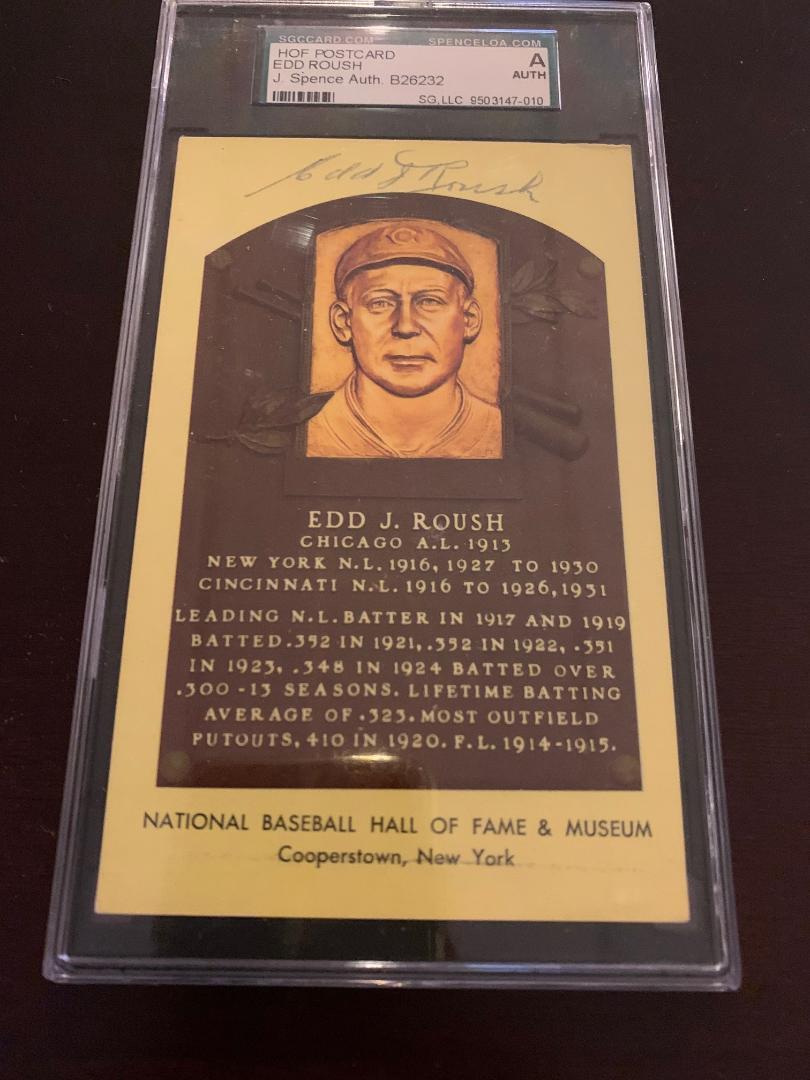 SGCCARD.COM SPENCELOA.COM
HOF POSTCARD
EDD ROUSH
J. Spence Auth. B26232
A
AUTH
SG,LLC 9503147-010
Edd J Roush
C
EDD J. ROUSH
CHICAGO A.L. 1913
NEW YORK N.L. 1916, 1927 TO 1930
CINCINNATI N.L. 1916 TO 1926,1931
LEADING N.L. BATTER IN 1917 AND 1919
BATTED .352 IN 1921, .352 IN 1922, .351
IN 1923, .348 IN 1924 BATTED OVER
.300 -13 SEASONS. LIFETIME BATTING
AVERAGE OF .323. MOST OUTFIELD
PUTOUTS, 410 IN 1920. F.L. 1914-1915.
NATIONAL BASEBALL HALL OF FAME & MUSEUM
Cooperstown, New York